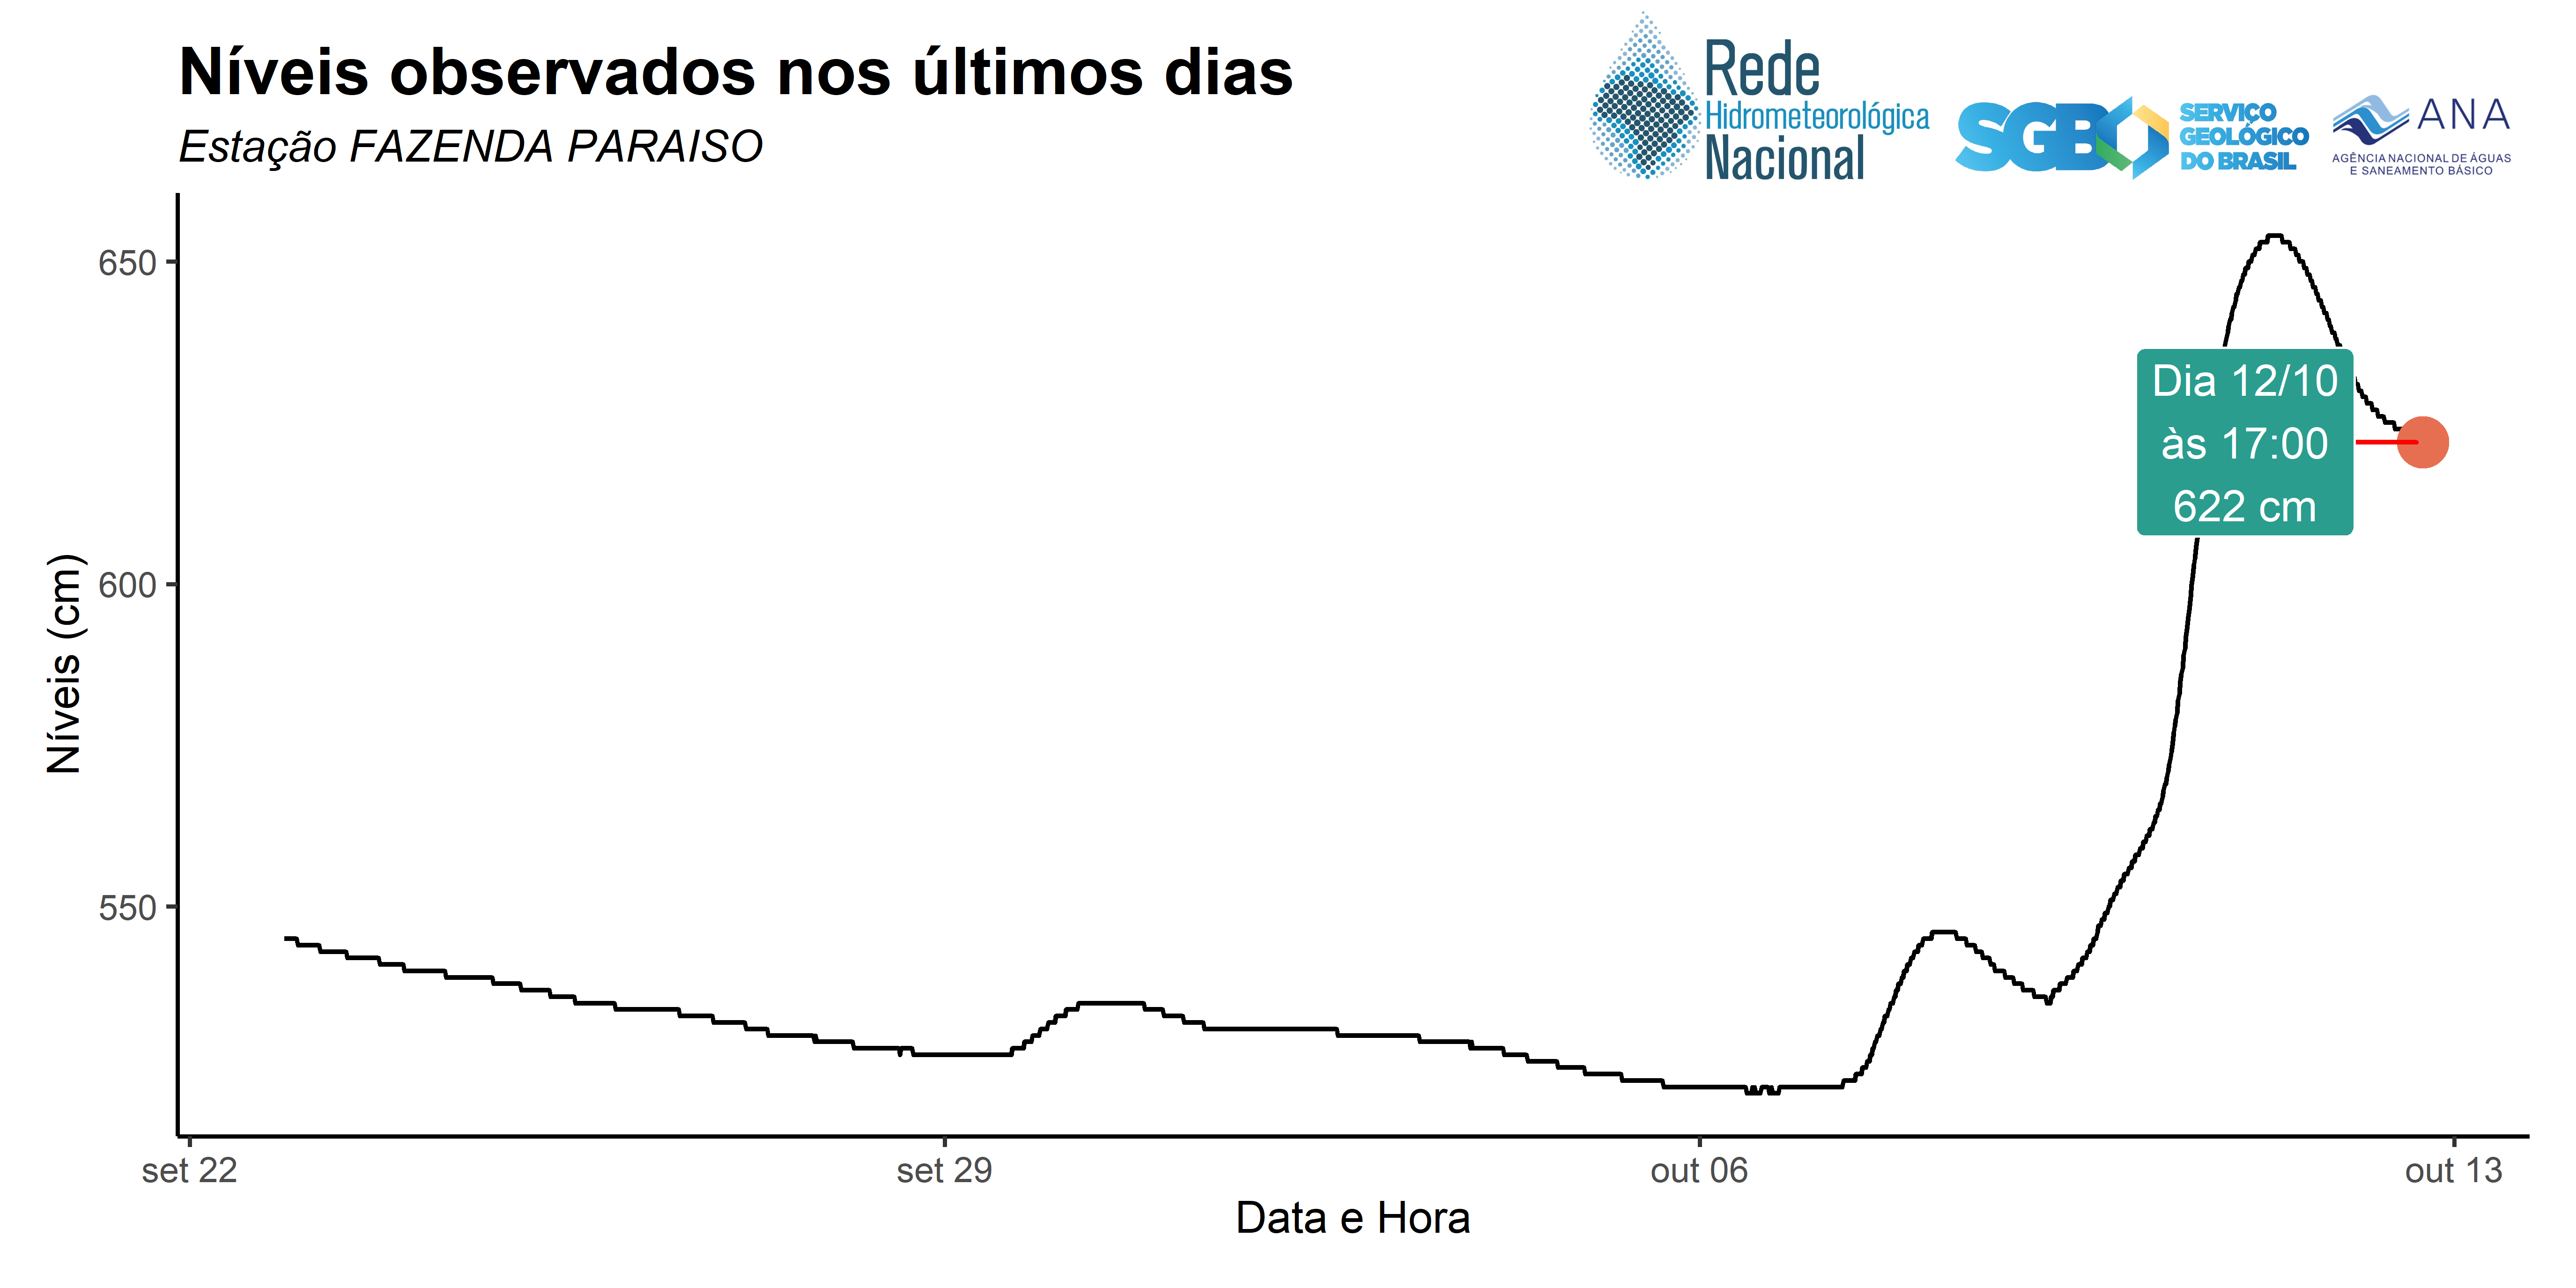 Níveis observados nos últimos dias
Estação FAZENDA PARAISO
Rede
Hidrometeorológica
Nacional
SGB
SERVIÇO
GEOLÓGICO
DO BRASIL
ANA
AGÊNCIA NACIONAL DE ÁGUAS
E SANEAMENTO BÁSICO
Níveis (cm)
650
600
550
Dia 12/10
às 17:00
622 cm
set 22
set 29
out 06
out 13
Data e Hora